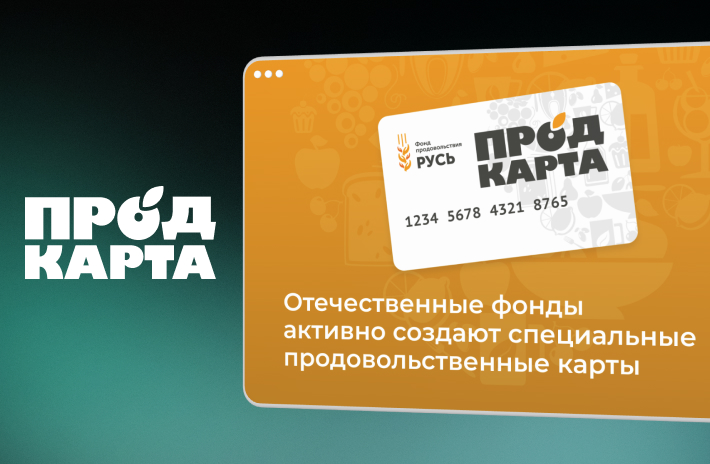 ПРОД
КАРТА
Фонд
продовольствия
РУСЬ
ПРОД
КАРТА
1234 5678 4321 8765
Отечественные фонды
активно создают специальные
продовольственные карты